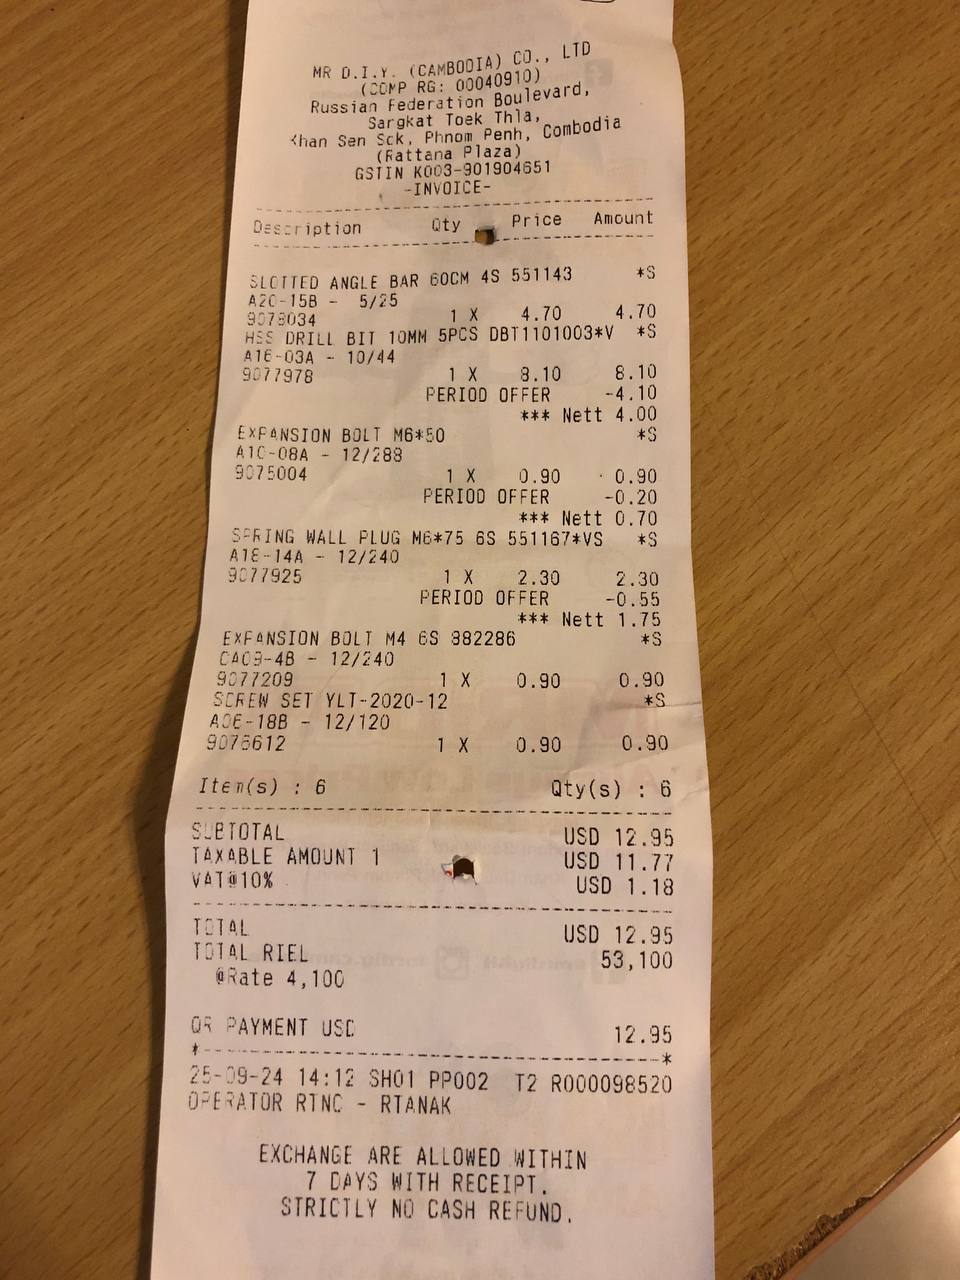 MR D.I.Y. (CAMBODIA) CO., LTD
(COMP RG: 00040910)
Russian Federation Boulevard,
Sargkat Toek Thla,
Khan Sen Sck, Phnom Penh, Combodia
(Rattana Plaza)
GSTIN K003-901904651
-INVOICE-
Description Qty Price Amount
SLOTTED ANGLE BAR 60CM 4S 551143 *S
A20-15B - 5/25
9078034 1 X 4.70 4.70
HSS DRILL BIT 10MM 5PCS DBT1101003*V *S
A16-03A - 10/44
9077978 1 X 8.10 8.10
PERIOD OFFER -4.10
*** Nett 4.00
EXPANSION BOLT M6*50 *S
A10-08A - 12/288
9075004 1 X 0.90 0.90
PERIOD OFFER -0.20
*** Nett 0.70
SPRING WALL PLUG M6*75 6S 551167*VS *S
A18-14A - 12/240
9077925 1 X 2.30 2.30
PERIOD OFFER -0.55
*** Nett 1.75
EXPANSION BOLT M4 6S 882286 *S
CA09-4B - 12/240
9077209 1 X 0.90 0.90
SCREW SET YLT-2020-12 *S
A06-18B - 12/120
9076612 1 X 0.90 0.90
Item(s) : 6 Qty(s) : 6
SUBTOTAL USD 12.95
TAXABLE AMOUNT 1 USD 11.77
VAT@10% USD 1.18
TOTAL USD 12.95
TOTAL RIEL 53,100
@Rate 4,100
QR PAYMENT USD 12.95
*--------------------------------------*
25-09-24 14:12 SH01 PP002 T2 R000098520
OPERATOR RTNC - RTANAK
EXCHANGE ARE ALLOWED WITHIN
7 DAYS WITH RECEIPT.
STRICTLY NO CASH REFUND.